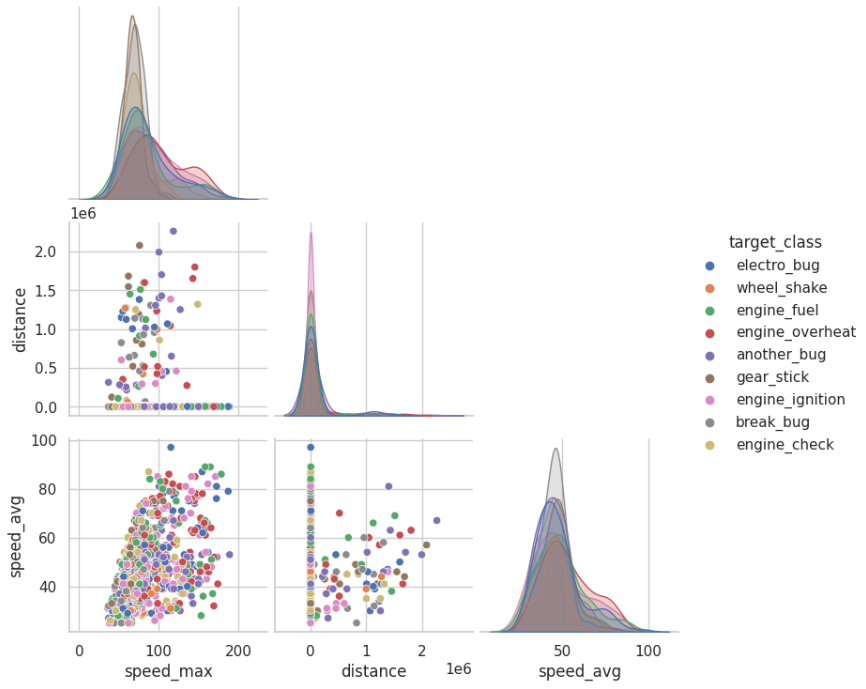 1e6
2.0
1.5
distance
1.0
0.5
0.0
100
80
speed_avg
60
40
0 100 200
speed_max
0 1 2
1e6
distance
50 100
speed_avg
target_class
electro_bug
wheel_shake
engine_fuel
engine_overheat
another_bug
gear_stick
engine_ignition
break_bug
engine_check